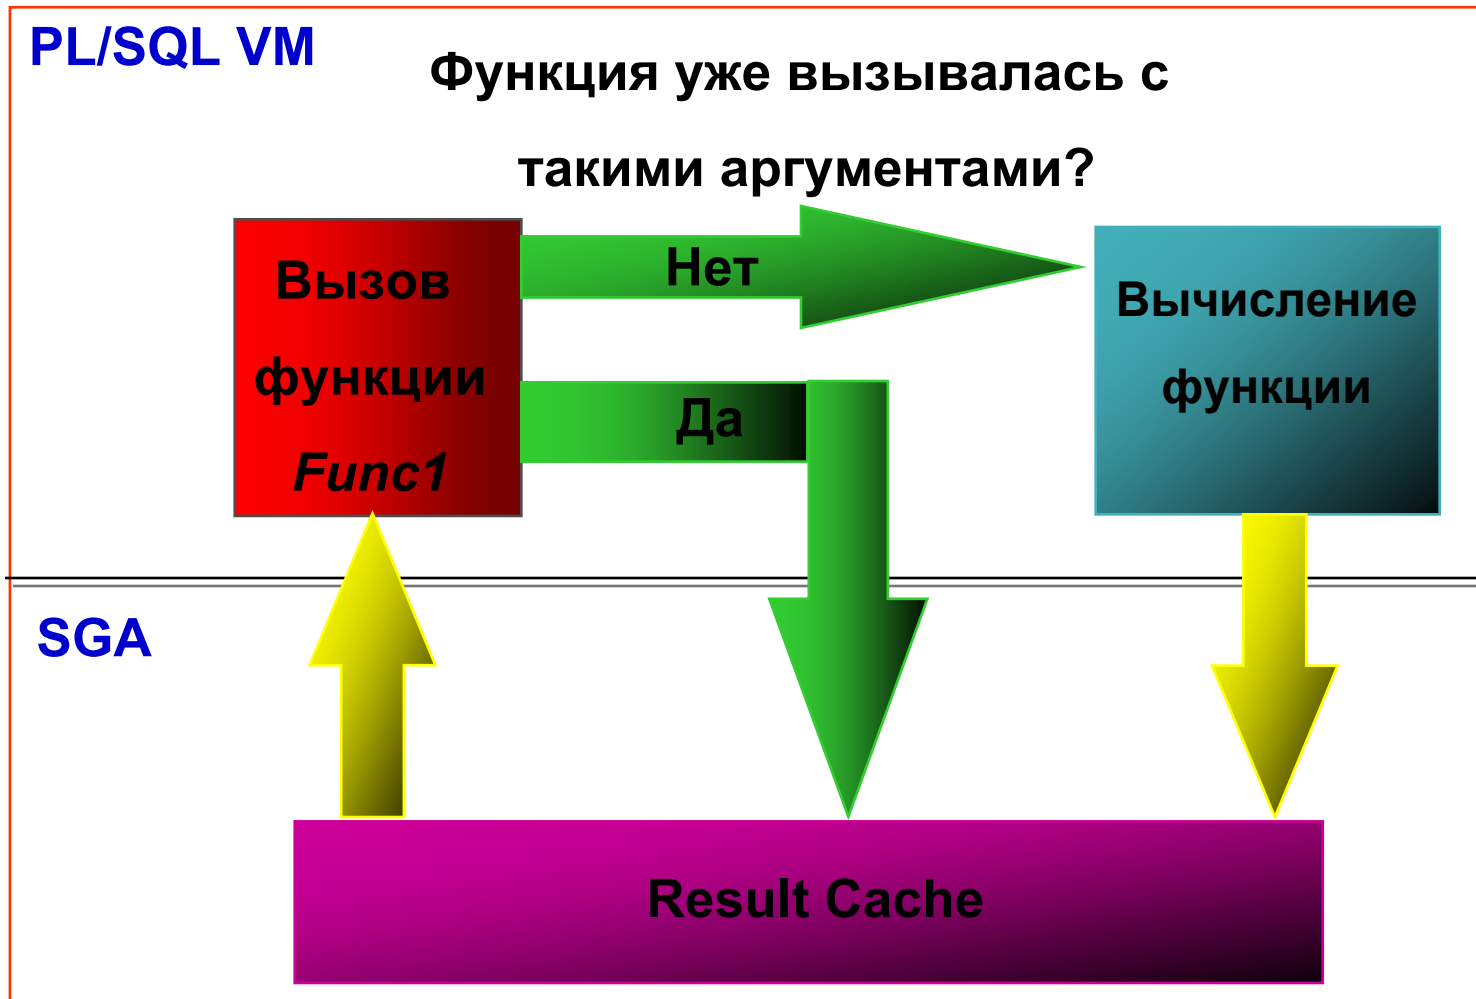 PL/SQL VM
Функция уже вызывалась с
такими аргументами?
Вызов
функции
Func1
Нет
Да
Вычисление
функции
SGA
Result Cache